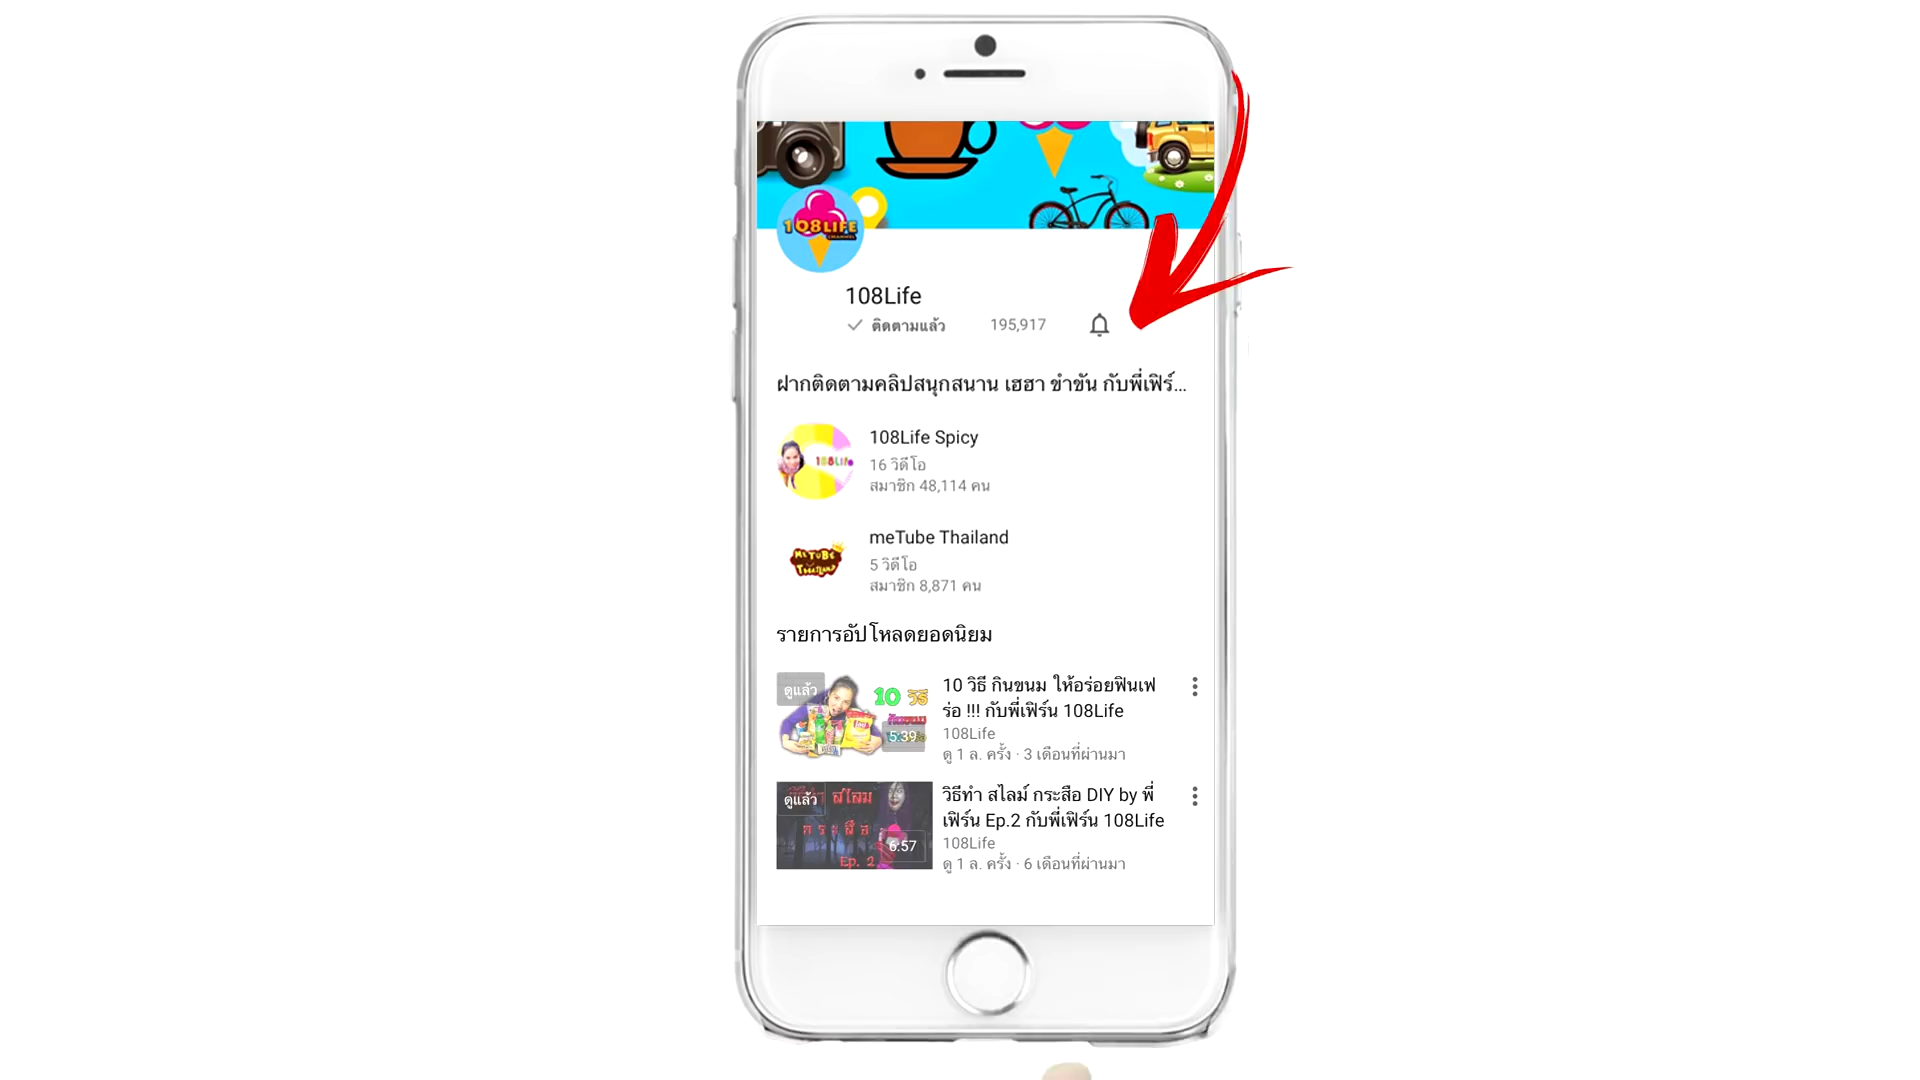 108LIFE
CHANNEL
108Life
ติดตามแล้ว 195,917
ฝากติดตามคลิปสนุกสนาน เฮฮา ขำขัน กับพี่เฟิร์...
108Life
108Life Spicy
16 วิดีโอ
สมาชิก 48,114 คน
METUBE
THAILAND
meTube Thailand
5 วิดีโอ
สมาชิก 8,871 คน
รายการอัปโหลดยอดนิยม
ดูแล้ว
10 วิธี
5:39
10 วิธี กินขนม ให้อร่อยฟินเฟ
ร่อ !!! กับพี่เฟิร์น 108Life
108Life
ดู 1 ล. ครั้ง · 3 เดือนที่ผ่านมา
ดูแล้ว
สไลม์
กระสือ
Ep. 2
6:57
วิธีทำ สไลม์ กระสือ DIY by พี่
เฟิร์น Ep.2 กับพี่เฟิร์น 108Life
108Life
ดู 1 ล. ครั้ง · 6 เดือนที่ผ่านมา